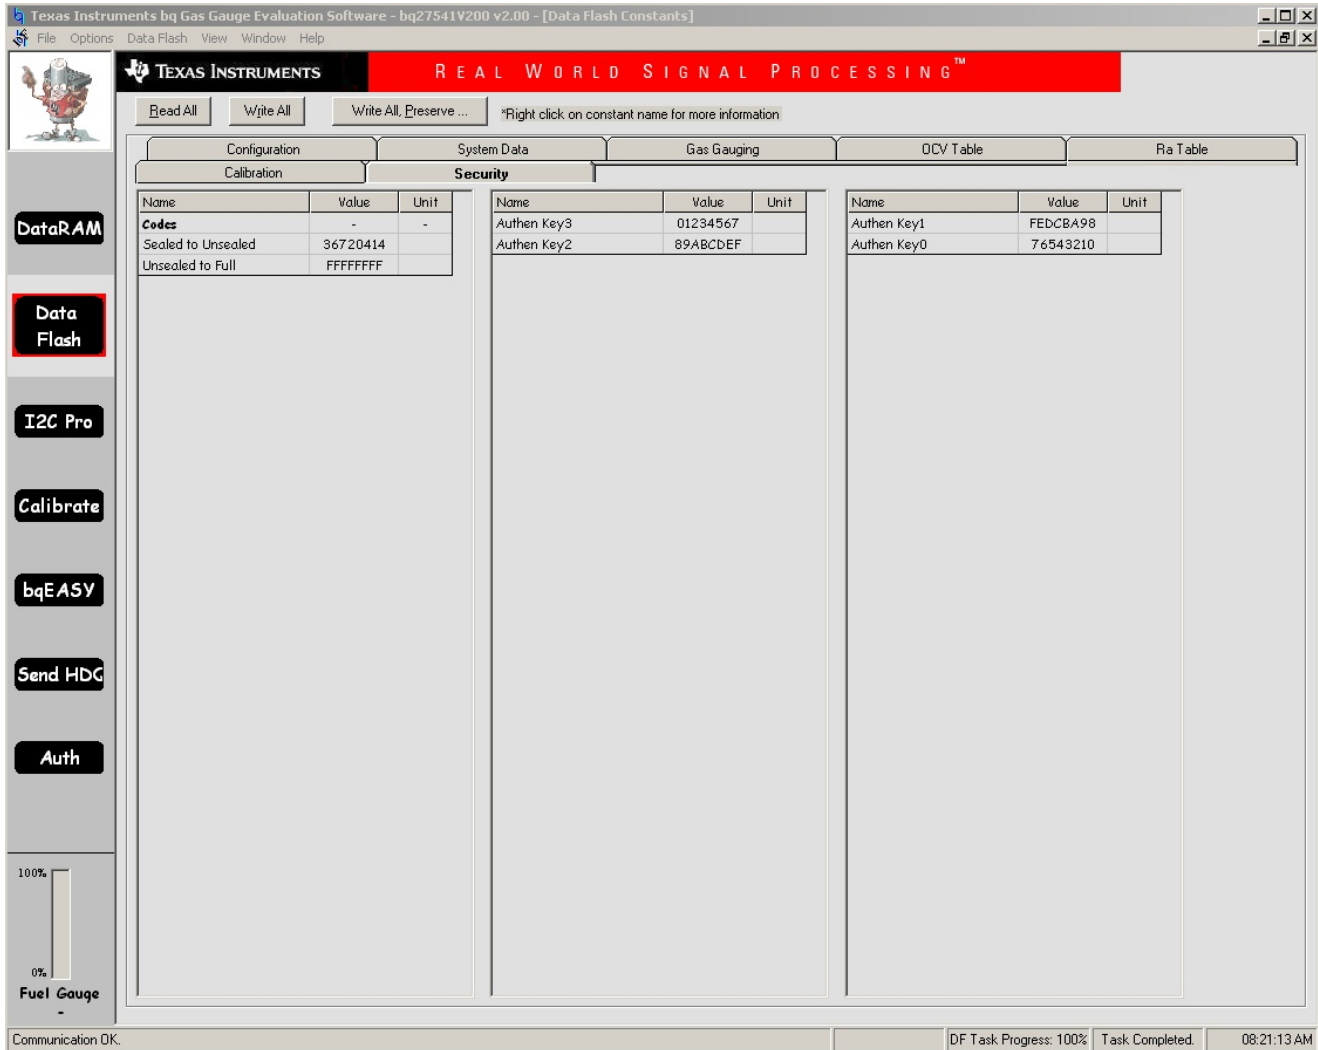 Texas Instruments bq Gas Gauge Evaluation Software - bq27541V200 v2.00 - [Data Flash Constants]
File Options Data Flash View Window Help
TEXAS INSTRUMENTS REAL WORLD SIGNAL PROCESSING™
Read All Write All Write All, Preserve ... *Right click on constant name for more information
Configuration System Data Gas Gauging OCV Table Ra Table
Calibration Security
Name Value Unit Name Value Unit Name Value Unit
Codes - - Authen Key3 01234567 Authen Key1 FEDCBA98
Sealed to Unsealed 36720414 Authen Key2 89ABCDEF Authen Key0 76543210
Unsealed to Full FFFFFFFF
DataRAM
Data
Flash
I2C Pro
Calibrate
bqEASY
Send HDQ
Auth
100%
0%
Fuel Gauge
-
Communication OK. DF Task Progress: 100% Task Completed. 08:21:13 AM